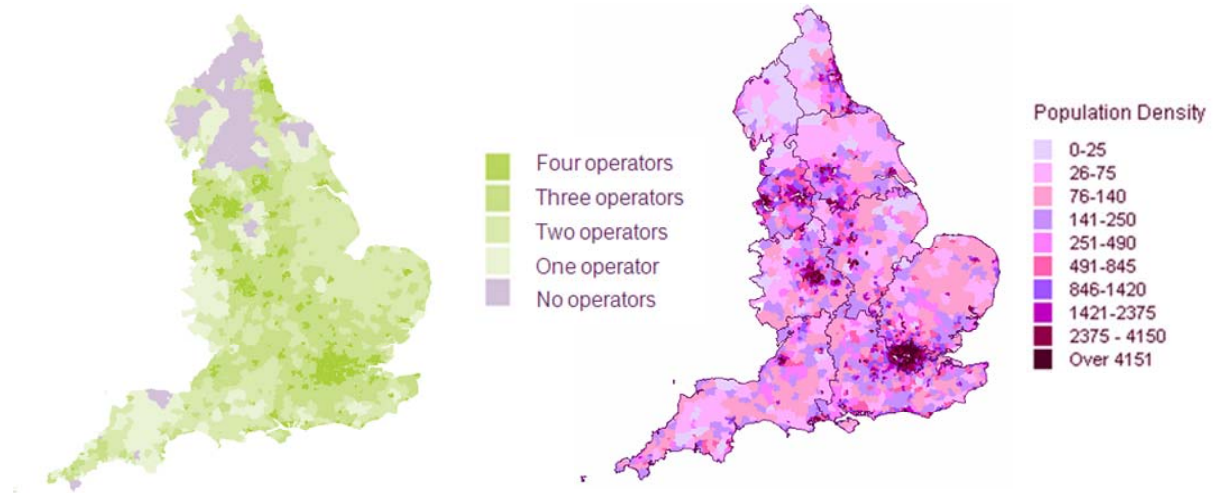 Four operators
Three operators
Two operators
One operator
No operators
Population Density
0-25
26-75
76-140
141-250
251-490
491-845
846-1420
1421-2375
2375 - 4150
Over 4151